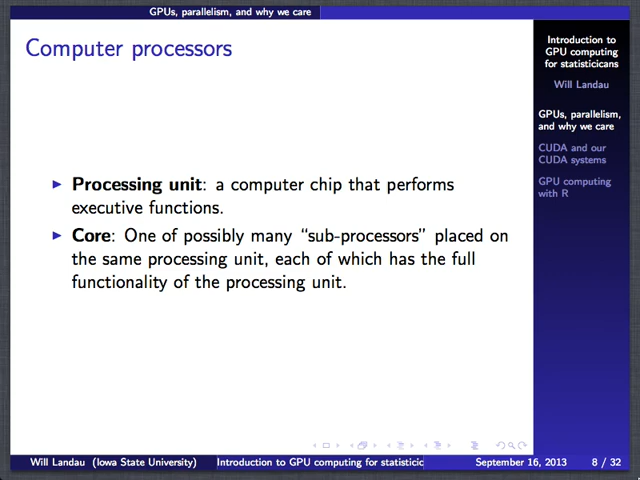 GPUs, parallelism, and why we care
Computer processors
Processing unit: a computer chip that performs
executive functions.
Core: One of possibly many “sub-processors” placed on
the same processing unit, each of which has the full
functionality of the processing unit.
Introduction to
GPU computing
for statisticicans
Will Landau
GPUs, parallelism,
and why we care
CUDA and our
CUDA systems
GPU computing
with R
Will Landau (Iowa State University)
Introduction to GPU computing for statisticic
September 16, 2013
8 / 32